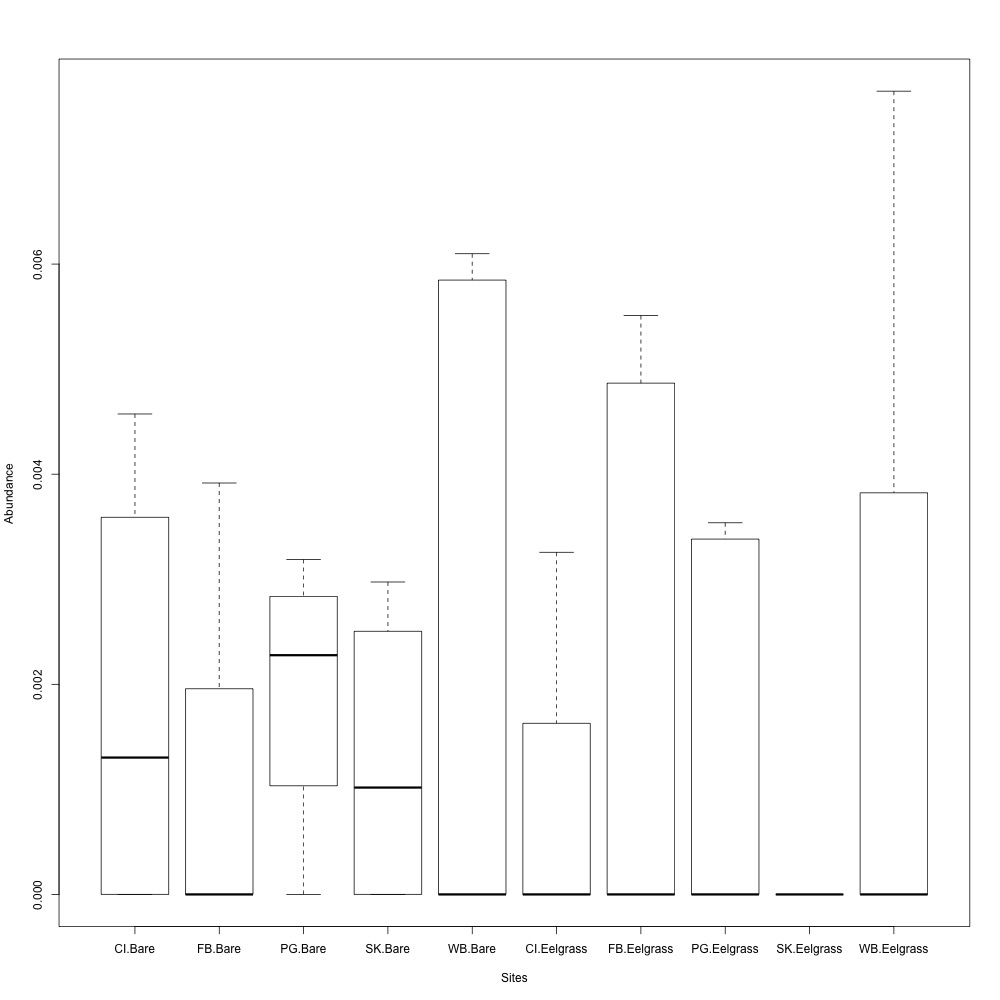 Abundance
0.006
0.004
0.002
0.000
CI.Bare FB.Bare PG.Bare SK.Bare WB.Bare CI.Eelgrass FB.Eelgrass PG.Eelgrass SK.Eelgrass WB.Eelgrass
Sites